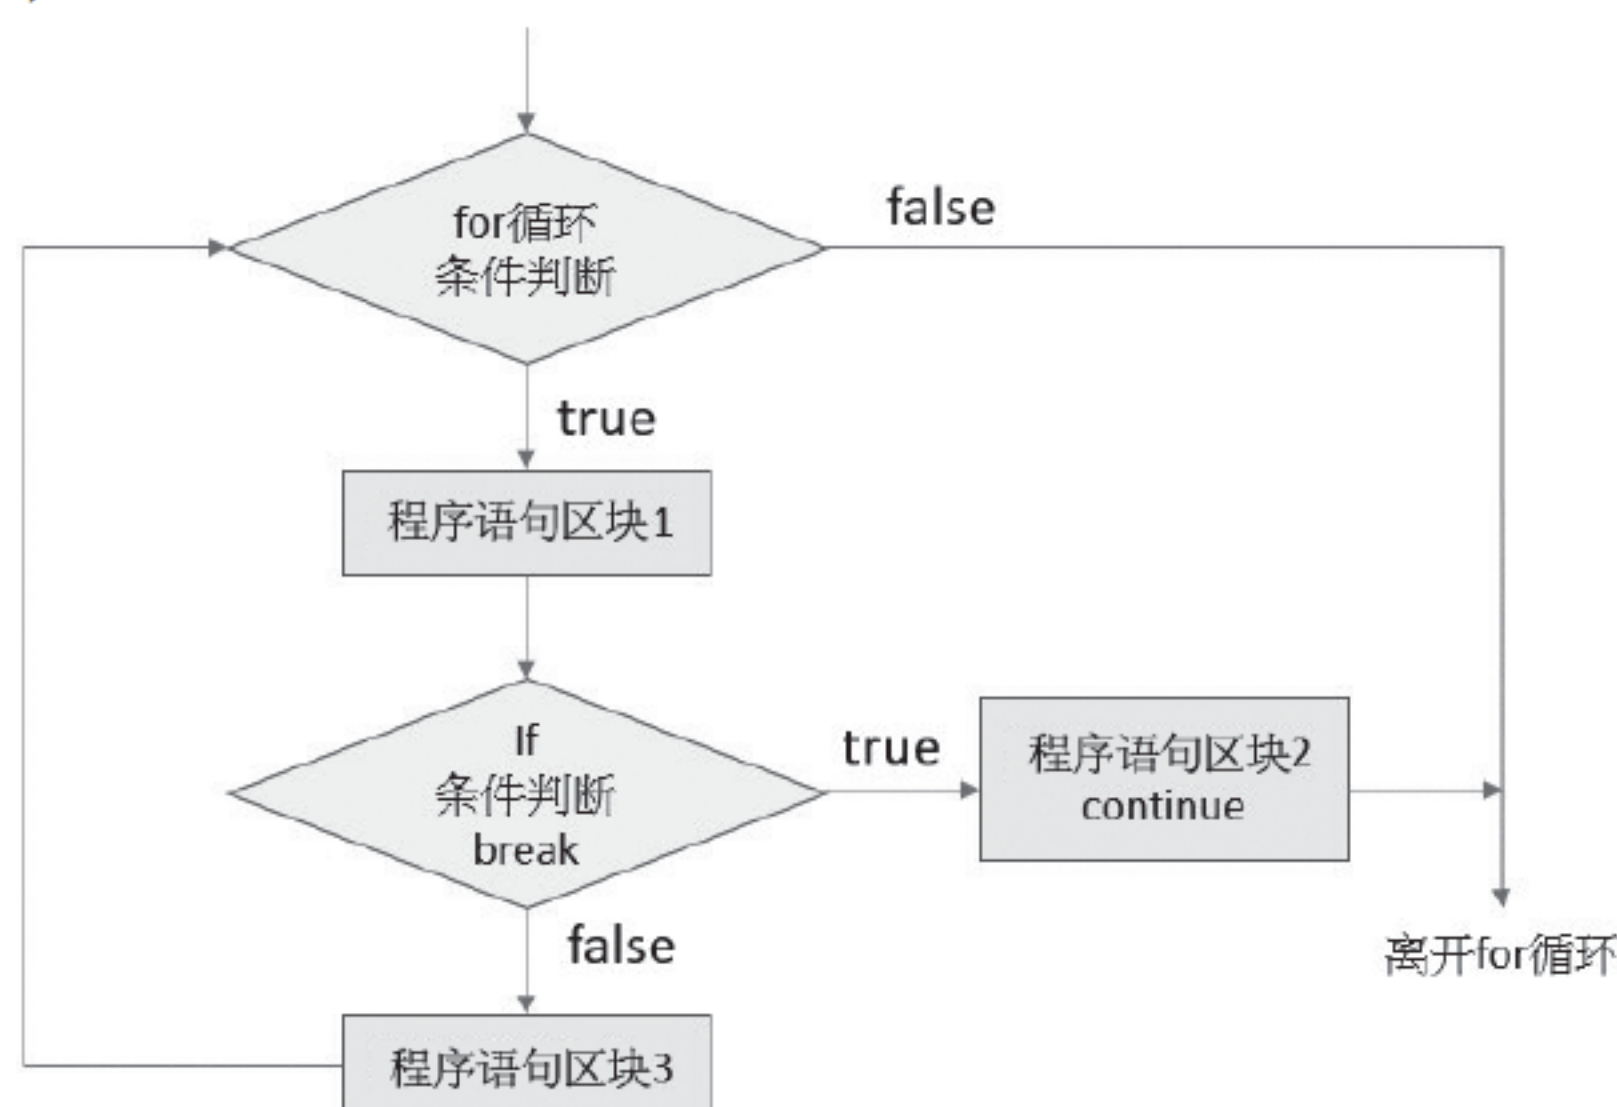 for循环
条件判断
false
true
程序语句区块1
If
条件判断
break
true
程序语句区块2
continue
false
离开for循环
程序语句区块3